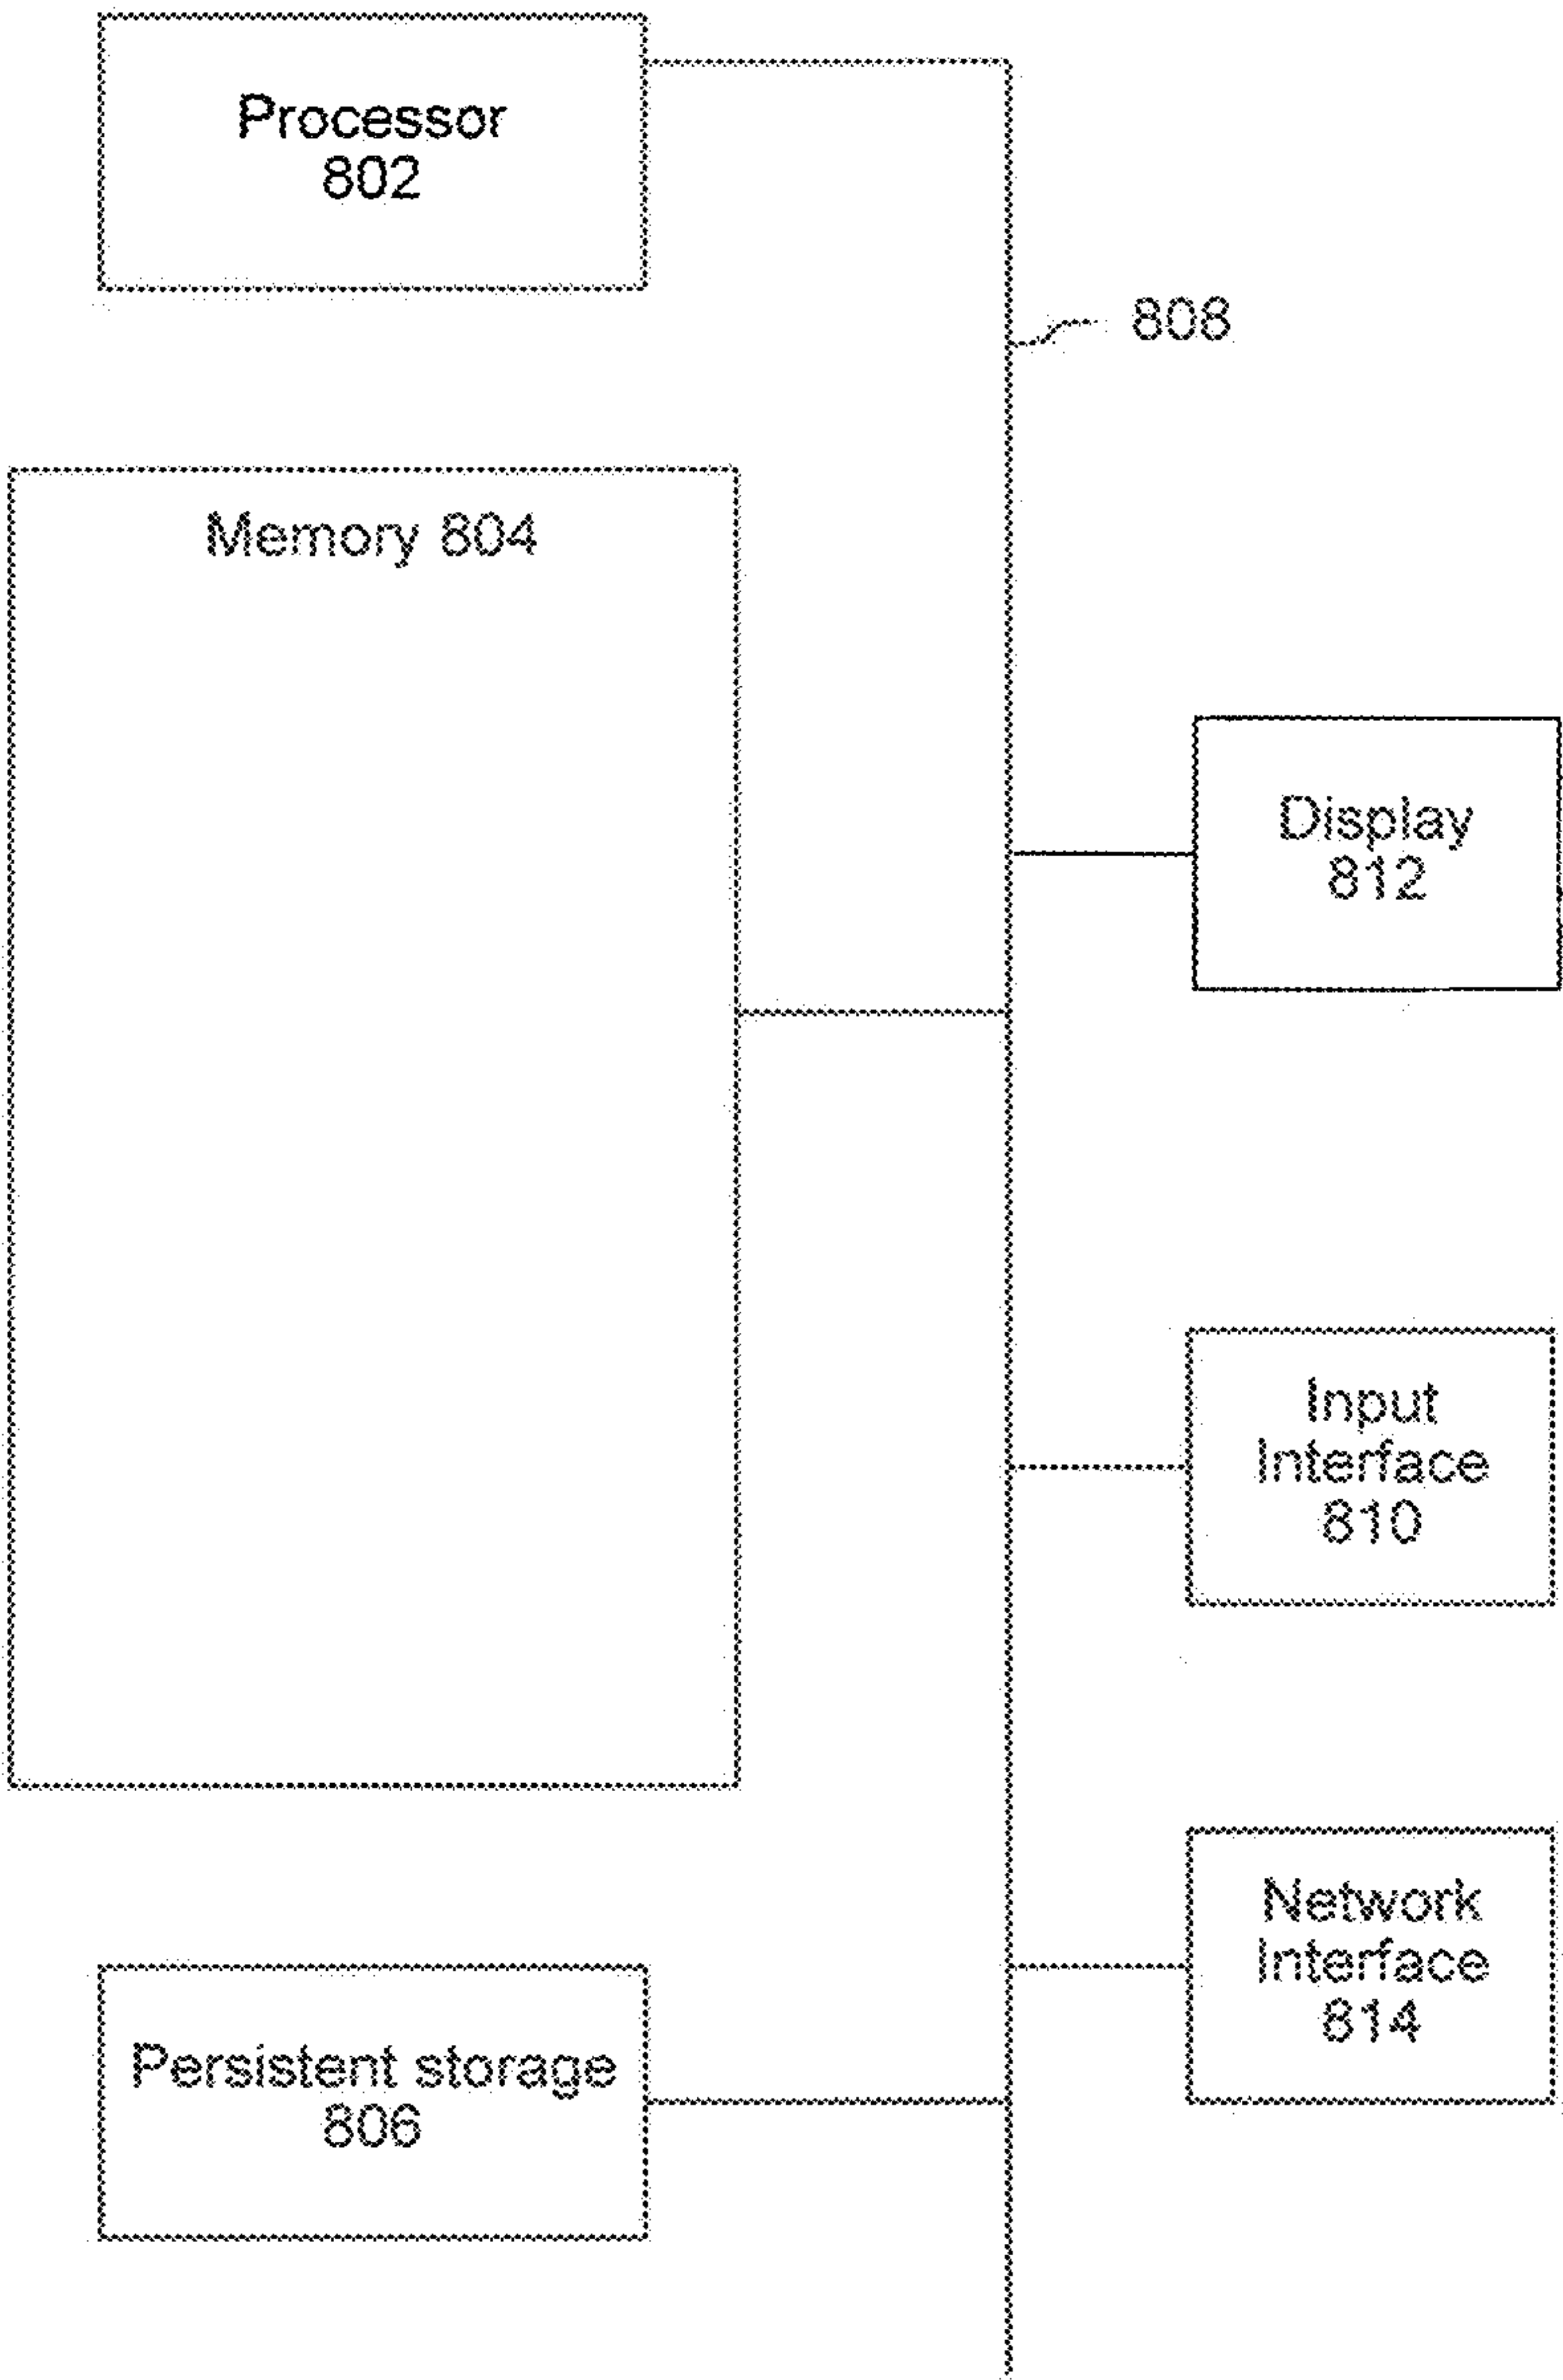 Processor
802
808
Memory 804
Display
812
Input
Interface
810
Network
Interface
814
Persistent storage
806